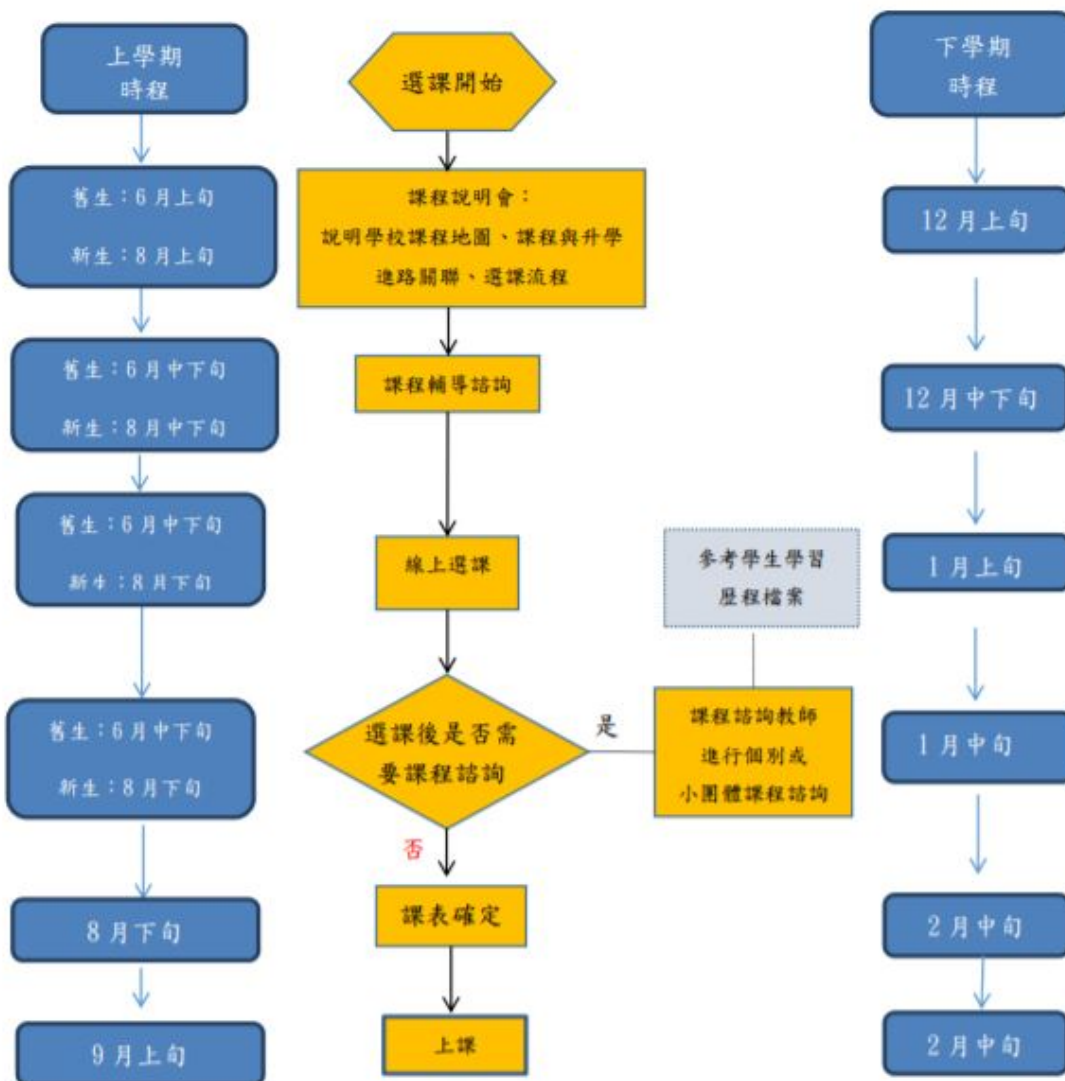 上學期
時程
舊生：6月上旬
新生：8月上旬
舊生：6月中下旬
新生：8月中下旬
舊生：6月中下旬
新生：8月下旬
舊生：6月中下旬
新生：8月下旬
8月下旬
9月上旬
選課開始
課程說明會：
說明學校課程地圖、課程與升學
進路關聯、選課流程
課程輔導諮詢
線上選課
選課後是否需
要課程諮詢
是
課程諮詢教師
進行個別或
小團體課程諮詢
參考學生學習
歷程檔案
否
課表確定
上課
下學期
時程
12月上旬
12月中下旬
1月上旬
1月中旬
2月中旬
2月中旬